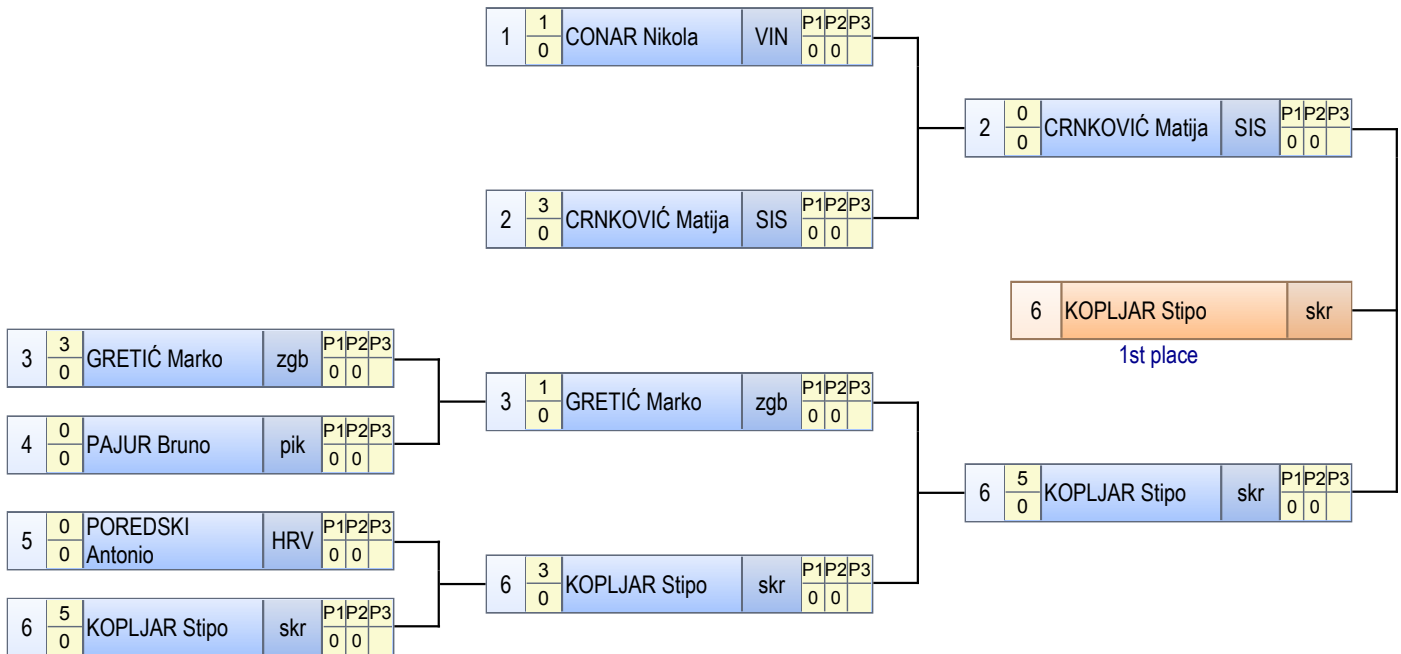 1 1 CONAR Nikola VIN P1 P2 P3
0 0 0
2 0 CRNKOVIĆ Matija SIS P1 P2 P3
0 0 0
2 3 CRNKOVIĆ Matija SIS P1 P2 P3
0 0 0
6 KOPLJAR Stipo skr
1st place
3 3 GRETIĆ Marko zgb P1 P2 P3
0 0 0
3 1 GRETIĆ Marko zgb P1 P2 P3
0 0 0
4 0 PAJUR Bruno pik P1 P2 P3
0 0 0
6 5 KOPLJAR Stipo skr P1 P2 P3
0 0 0
5 0 POREDSKI HRV P1 P2 P3
0 Antonio 0 0
6 3 KOPLJAR Stipo skr P1 P2 P3
0 0 0
6 5 KOPLJAR Stipo skr P1 P2 P3
0 0 0